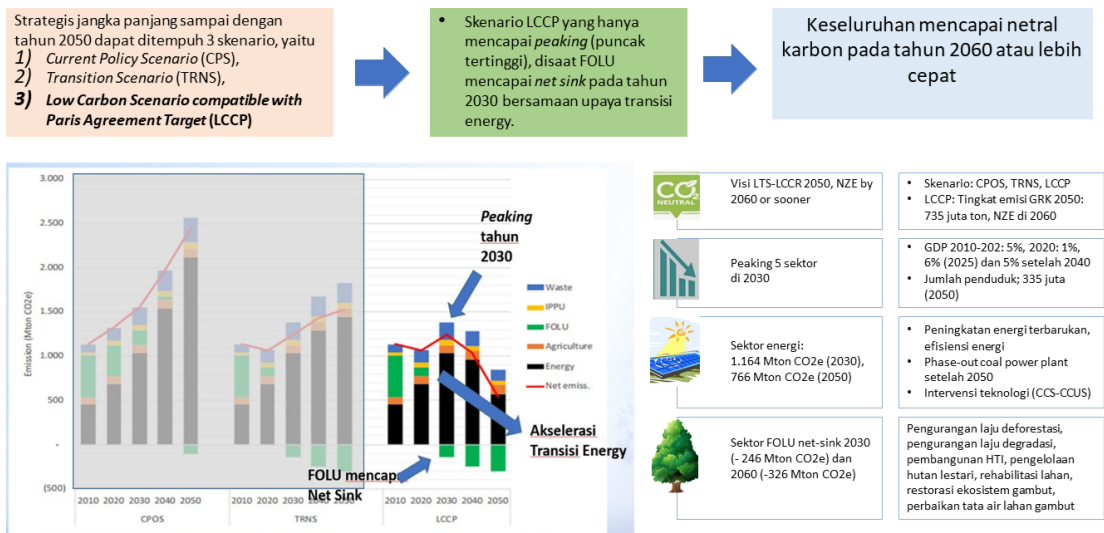 Strategis jangka panjang sampai dengan
tahun 2050 dapat ditempuh 3 skenario, yaitu
1) Current Policy Scenario (CPS),
2) Transition Scenario (TRNS),
3) Low Carbon Scenario compatible with
Paris Agreement Target (LCCP)
• Skenario LCCP yang hanya
mencapai peaking (puncak
tertinggi), disaat FOLU
mencapai net sink pada tahun
2030 bersamaan upaya transisi
energy.
Keseluruhan mencapai netral
karbon pada tahun 2060 atau lebih
cepat
Emission (Mton CO2e)
3.000
2.500
2.000
1.500
1.000
500
-
(500)
2010 2020 2030 2040 2050
CPOS
2010 2020 2030 2040 2050
TRNS
2010 2020 2030 2040 2050
LCCP
Peaking
tahun
2030
Waste
IPPU
FOLU
Agriculture
Energy
Net emiss.
Akselerasi
Transisi Energy
FOLU mencapa
Net Sink
CO2
NEUTRAL
Visi LTS-LCCR 2050, NZE by
2060 or sooner
• Skenario: CPOS, TRNS, LCCP
• LCCP: Tingkat emisi GRK 2050:
735 juta ton, NZE di 2060
Peaking 5 sektor
di 2030
• GDP 2010-202: 5%, 2020: 1%,
6% (2025) dan 5% setelah 2040
• Jumlah penduduk; 335 juta
(2050)
Sektor energi:
1.164 Mton CO2e (2030),
766 Mton CO2e (2050)
• Peningkatan energi terbarukan,
efisiensi energi
• Phase-out coal power plant
setelah 2050
• Intervensi teknologi (CCS-CCUS)
Sektor FOLU net-sink 2030
(- 246 Mton CO2e) dan
2060 (-326 Mton CO2e)
Pengurangan laju deforestasi,
pengurangan laju degradasi,
pembangunan HTI, pengelolaan
hutan lestari, rehabilitasi lahan,
restorasi ekosistem gambut,
perbaikan tata air lahan gambut